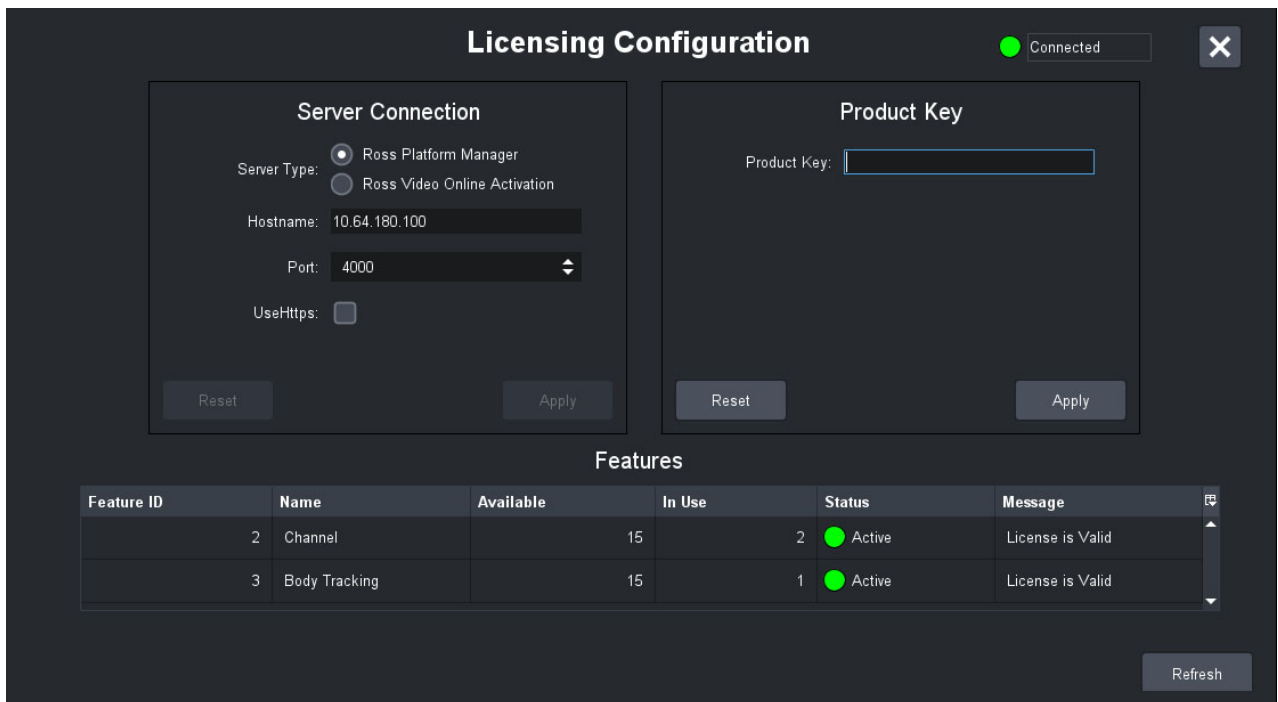 Licensing Configuration
Connected
Server Connection
Server Type:
Ross Platform Manager
Ross Video Online Activation
Hostname: 10.64.180.100
Port: 4000
UseHttps:
Reset Apply
Product Key
Product Key:
Reset Apply
Features
Feature ID Name Available In Use Status Message
2 Channel 15 2 Active License is Valid
3 Body Tracking 15 1 Active License is Valid
Refresh